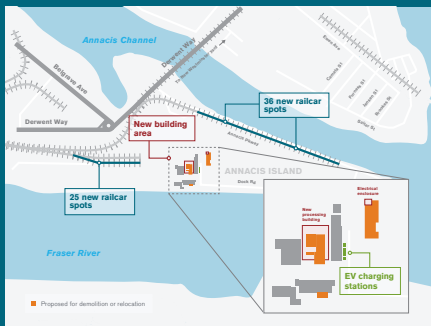 Annacis Channel
Derwent Way
Belgrave Ave
Derwent Way
36 new railcar
spots
New building
area
ANNACIS ISLAND
Dock Rd
25 new railcar
spots
Fraser River
Electrical
enclosure
New
processing
building
EV charging
stations
Proposed for demolition or relocation